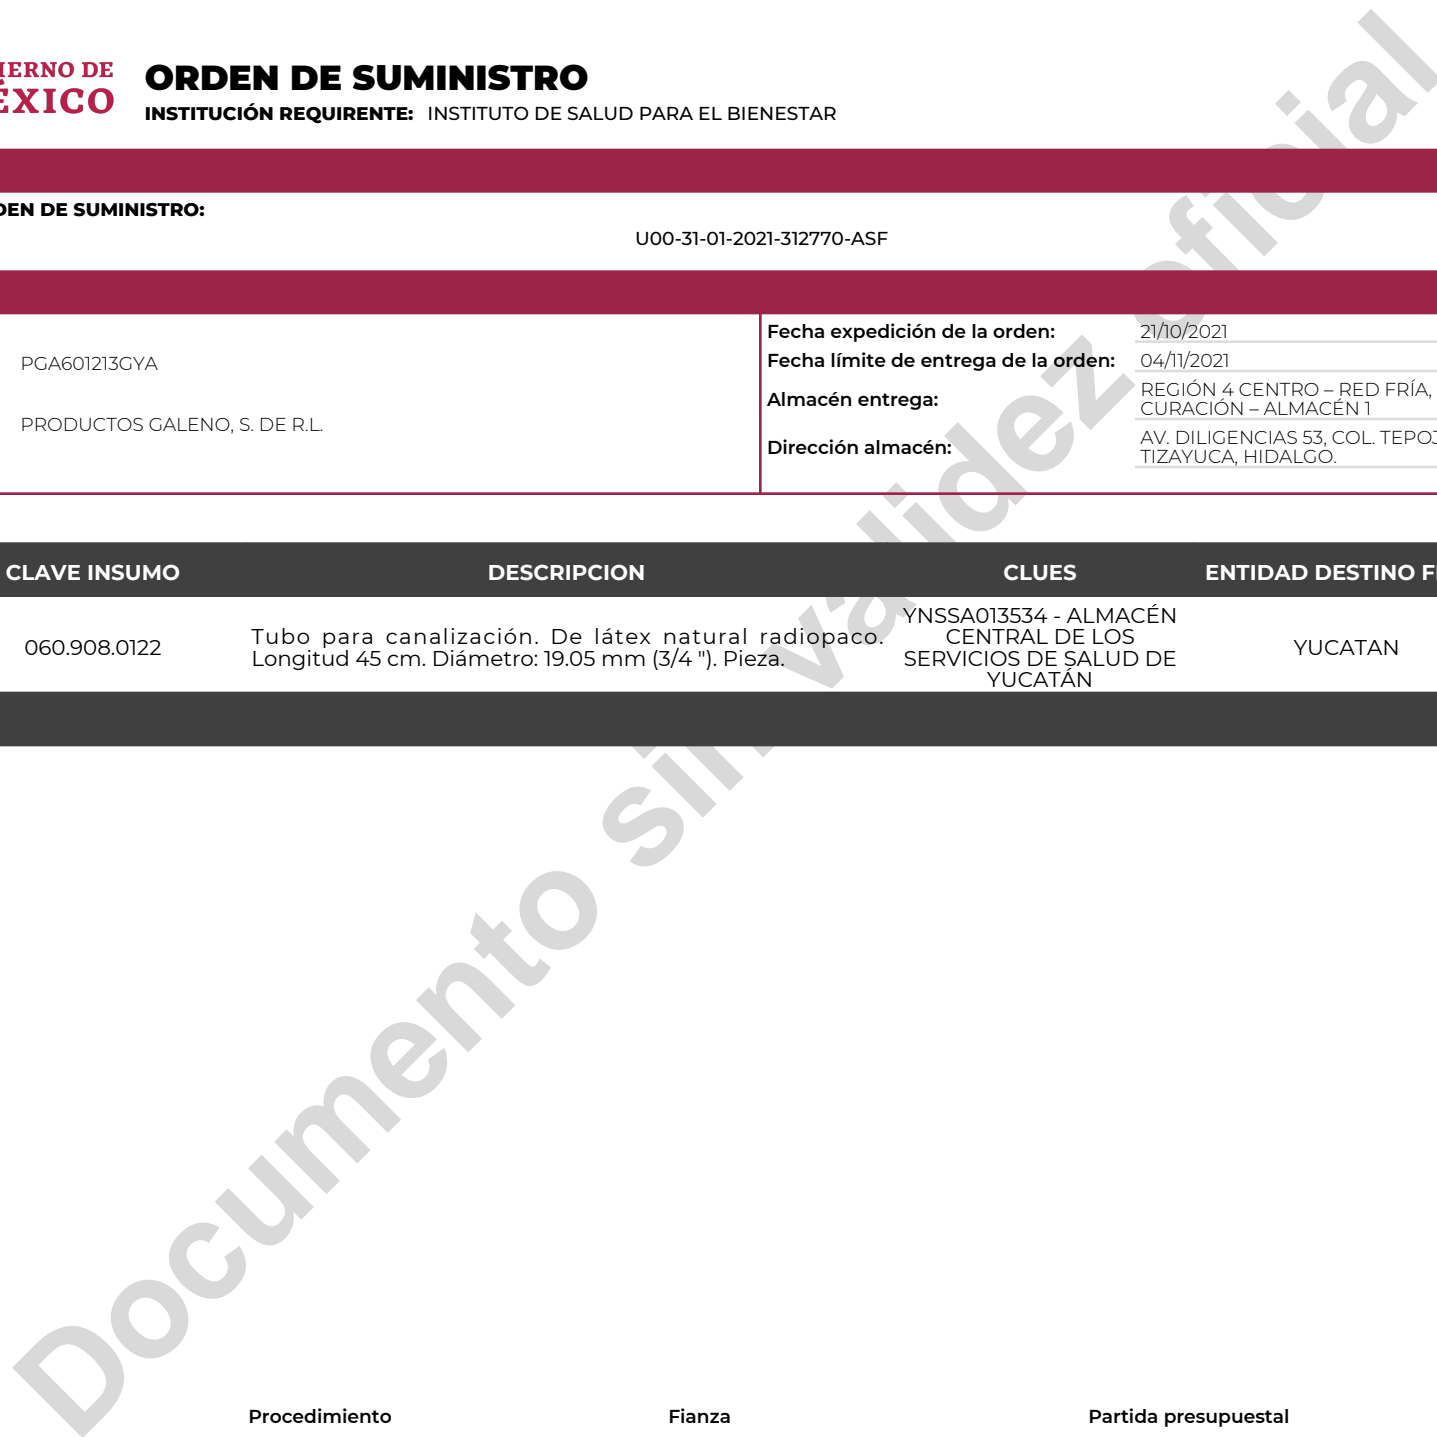 IERNO DE
ÉXICO
ORDEN DE SUMINISTRO
INSTITUCIÓN REQUIRENTE: INSTITUTO DE SALUD PARA EL BIENESTAR
DEN DE SUMINISTRO:
U00-31-01-2021-312770-ASF
PGA601213GYA
PRODUCTOS GALENO, S. DE R.L.
Fecha expedición de la orden: 21/10/2021
Fecha límite de entrega de la orden: 04/11/2021
Almacén entrega: REGIÓN 4 CENTRO – RED FRÍA,
CURACIÓN – ALMACÉN 1
Dirección almacén: AV. DILIGENCIAS 53, COL. TEPOJ
TIZAYUCA, HIDALGO.
CLAVE INSUMO DESCRIPCION CLUES ENTIDAD DESTINO FI
060.908.0122
Tubo para canalización. De látex natural radiopaco.
Longitud 45 cm. Diámetro: 19.05 mm (3/4 "). Pieza.
YNSSA013534 - ALMACÉN
CENTRAL DE LOS
SERVICIOS DE SALUD DE
YUCATÁN
YUCATAN
Documento sin validez oficial
Procedimiento Fianza Partida presupuestal